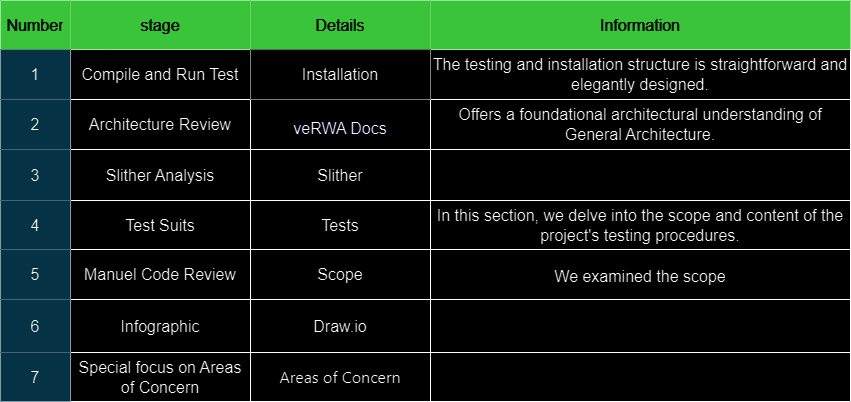 Number stage Details Information
1 Compile and Run Test Installation The testing and installation structure is straightforward and
elegantly designed.
2 Architecture Review veRWA Docs Offers a foundational architectural understanding of
General Architecture.
3 Slither Analysis Slither
4 Test Suits Tests In this section, we delve into the scope and content of the
project's testing procedures.
5 Manuel Code Review Scope We examined the scope
6 Infographic Draw.io
7 Special focus on Areas
of Concern Areas of Concern